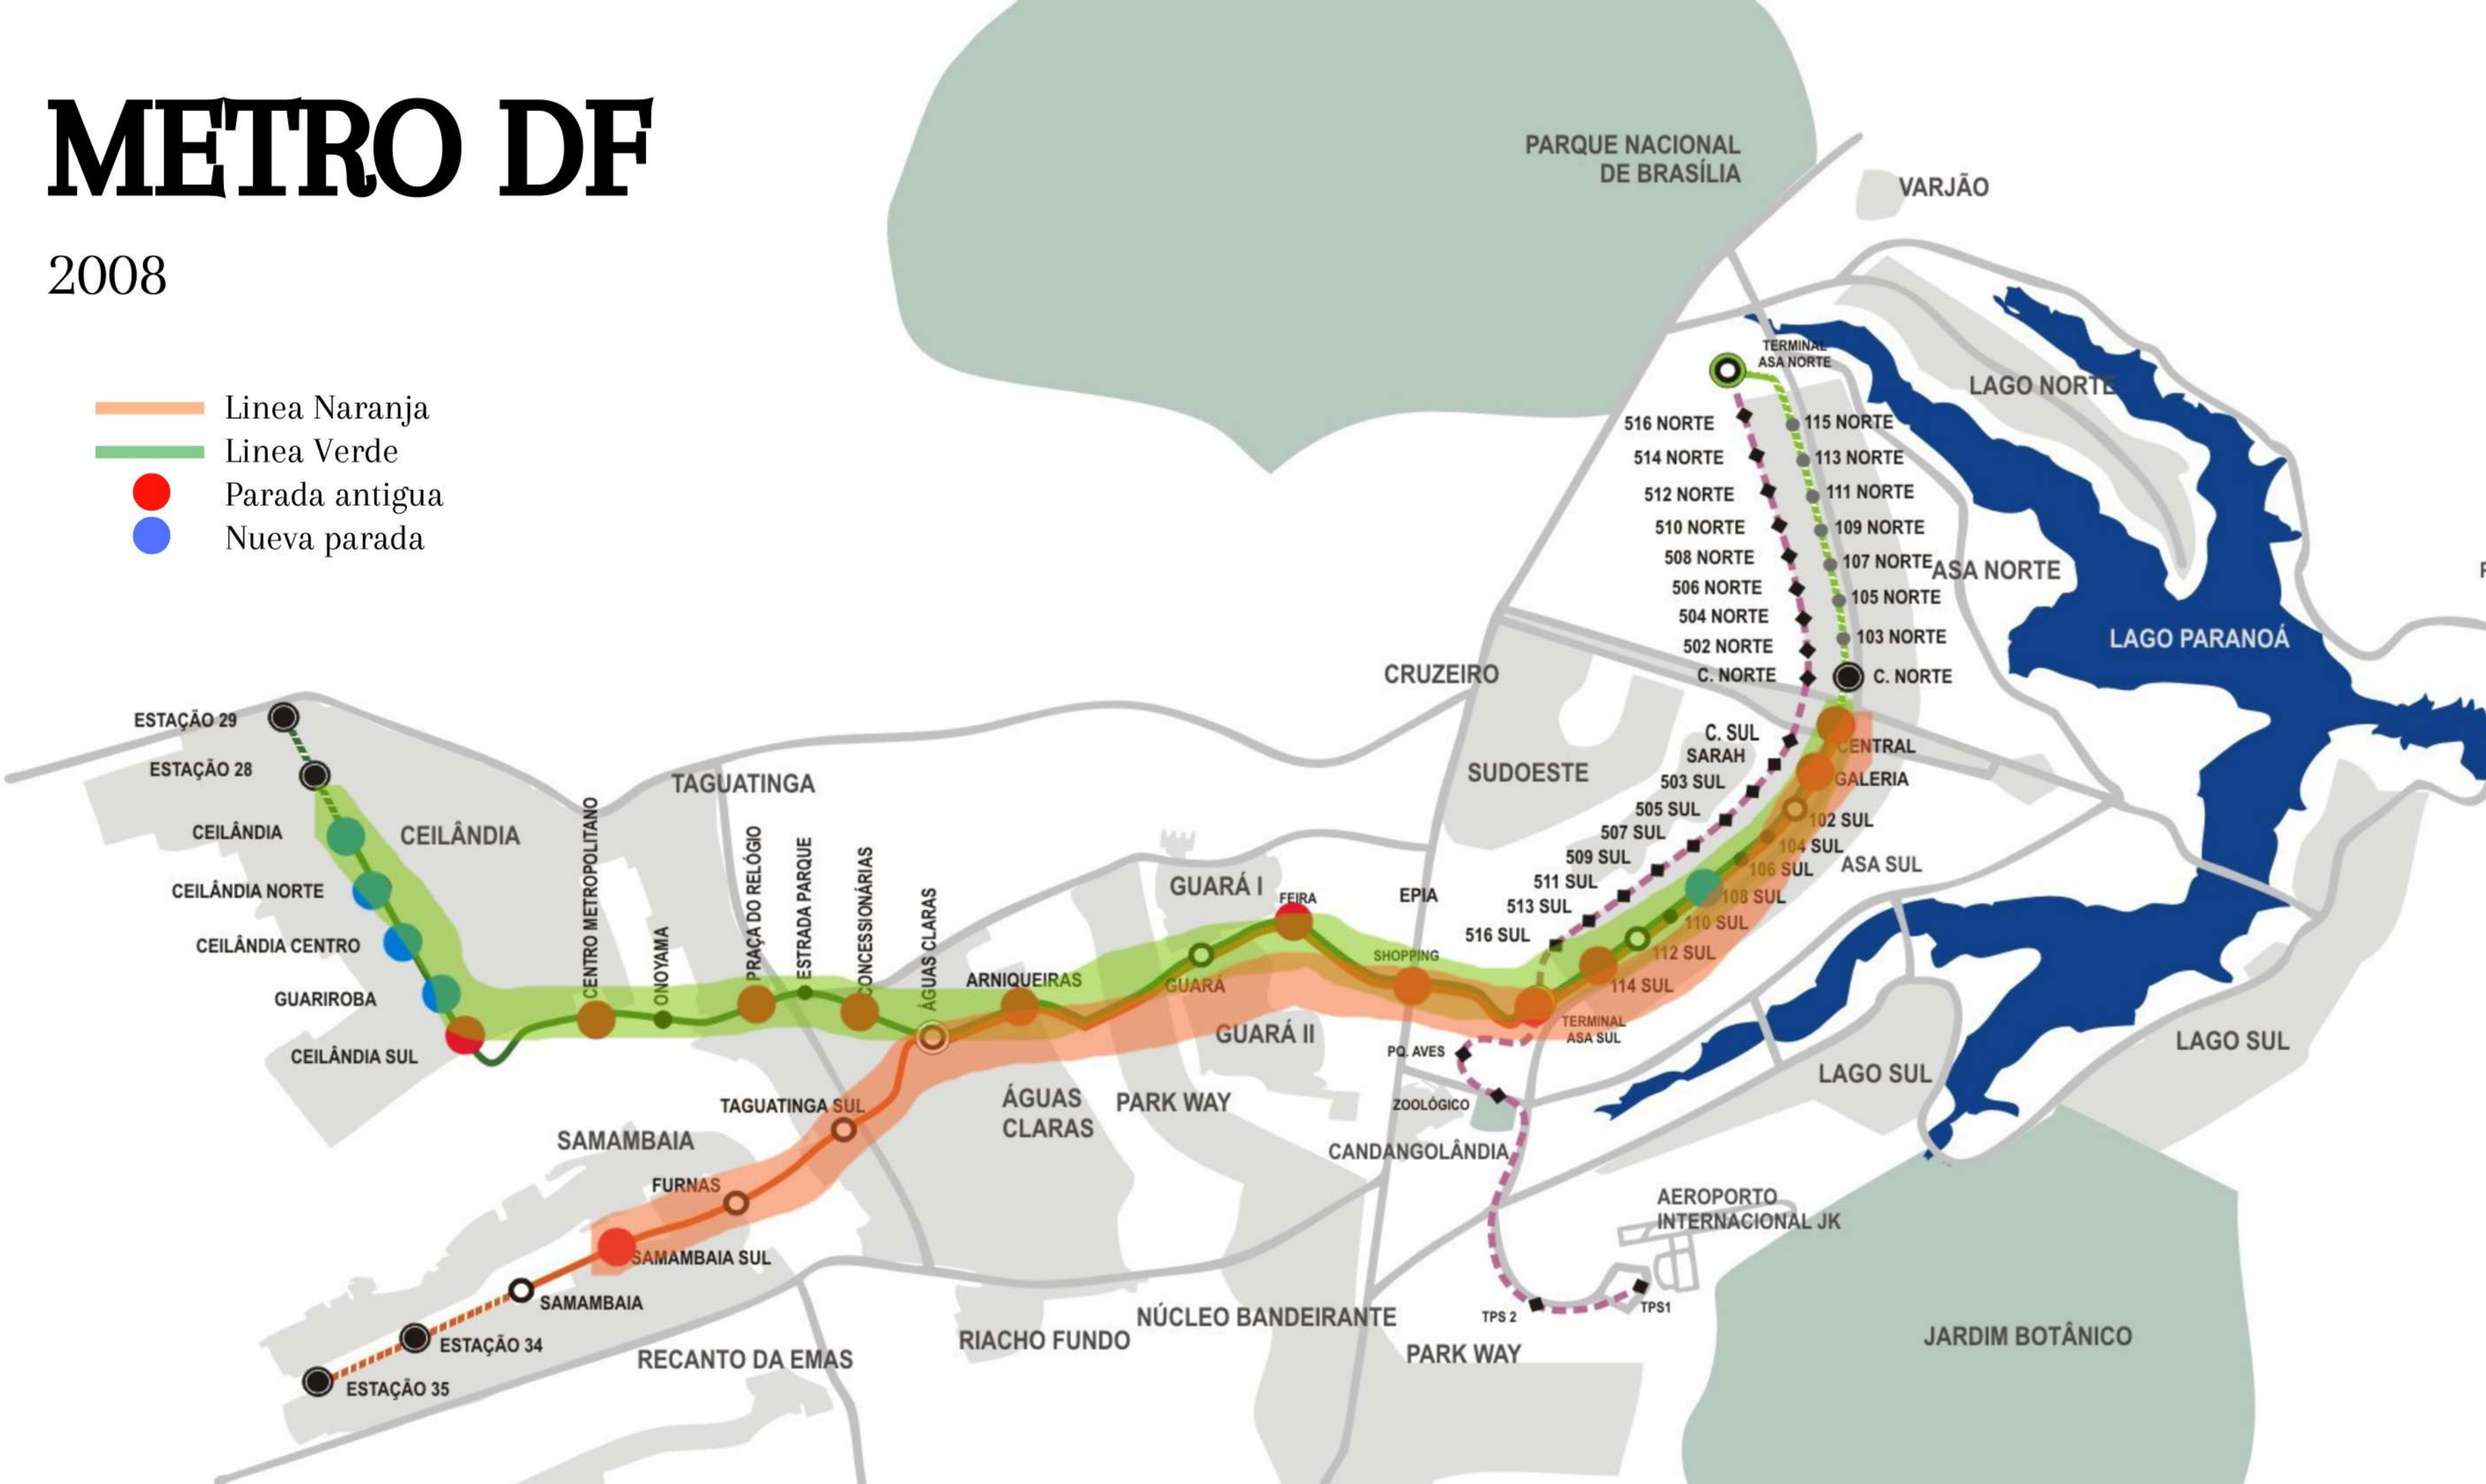 METRO DF
2008
Linea Naranja
Linea Verde
Parada antigua
Nueva parada
PARQUE NACIONAL
DE BRASÍLIA
VARJÃO
TERMINAL
ASA NORTE
LAGO NORTE
516 NORTE
115 NORTE
514 NORTE
113 NORTE
512 NORTE
111 NORTE
510 NORTE
109 NORTE
508 NORTE
107 NORTE
ASA NORTE
506 NORTE
105 NORTE
504 NORTE
103 NORTE
502 NORTE
LAGO PARANOÁ
C. NORTE
C. NORTE
CRUZEIRO
ESTAÇÃO 29
ESTAÇÃO 28
TAGUATINGA
SUDOESTE
C. SUL
SARAH
CENTRAL
503 SUL
GALERIA
505 SUL
102 SUL
507 SUL
104 SUL
509 SUL
106 SUL
ASA SUL
511 SUL
108 SUL
513 SUL
110 SUL
516 SUL
112 SUL
114 SUL
CEILÂNDIA
CEILÂNDIA
CEILÂNDIA NORTE
CEILÂNDIA CENTRO
GUARIROBA
CEILÂNDIA SUL
CENTRO METROPOLITANO
ONOYAMA
PRAÇA DO RELÓGIO
ESTRADA PARQUE
CONCESSIONÁRIAS
ÁGUAS CLARAS
ARNIQUEIRAS
GUARÁ I
FEIRA
EPIA
SHOPPING
GUARÁ
GUARÁ II
TERMINAL
ASA SUL
PQ. AVES
ZOOLÓGICO
LAGO SUL
LAGO SUL
ÁGUAS
CLARAS
PARK WAY
TAGUATINGA SUL
SAMAMBAIA
CANDANGOLÂNDIA
FURNAS
AEROPORTO
INTERNACIONAL JK
SAMAMBAIA SUL
SAMAMBAIA
ESTAÇÃO 34
ESTAÇÃO 35
RECANTO DA EMAS
RIACHO FUNDO
NÚCLEO BANDEIRANTE
TPS 2
TPS1
PARK WAY
JARDIM BOTÂNICO